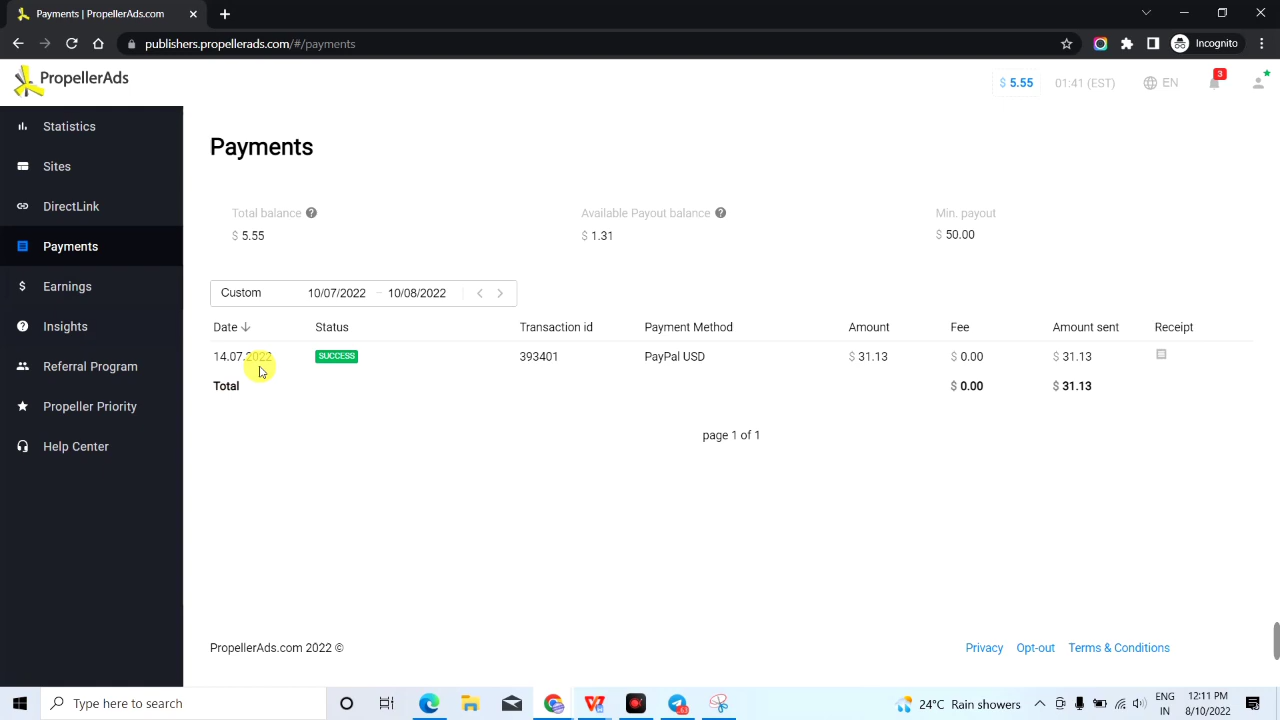 Payments | PropellerAds.com
publishers.propellerads.com/#/payments
Incognito
PropellerAds
$ 5.55
01:41 (EST)
EN
3
Statistics
Sites
DirectLink
Payments
Earnings
Insights
Referral Program
Propeller Priority
Help Center
Payments
Total balance ?
Available Payout balance ?
Min. payout
$ 5.55
$ 1.31
$ 50.00
Custom 10/07/2022 – 10/08/2022
Date Status Transaction id Payment Method Amount Fee Amount sent Receipt
14.07.2022 SUCCESS 393401 PayPal USD $ 31.13 $ 0.00 $ 31.13
Total $ 0.00 $ 31.13
page 1 of 1
PropellerAds.com 2022 ©
Privacy Opt-out Terms & Conditions
Type here to search
24°C Rain showers
ENG
IN
12:11 PM
8/10/2022